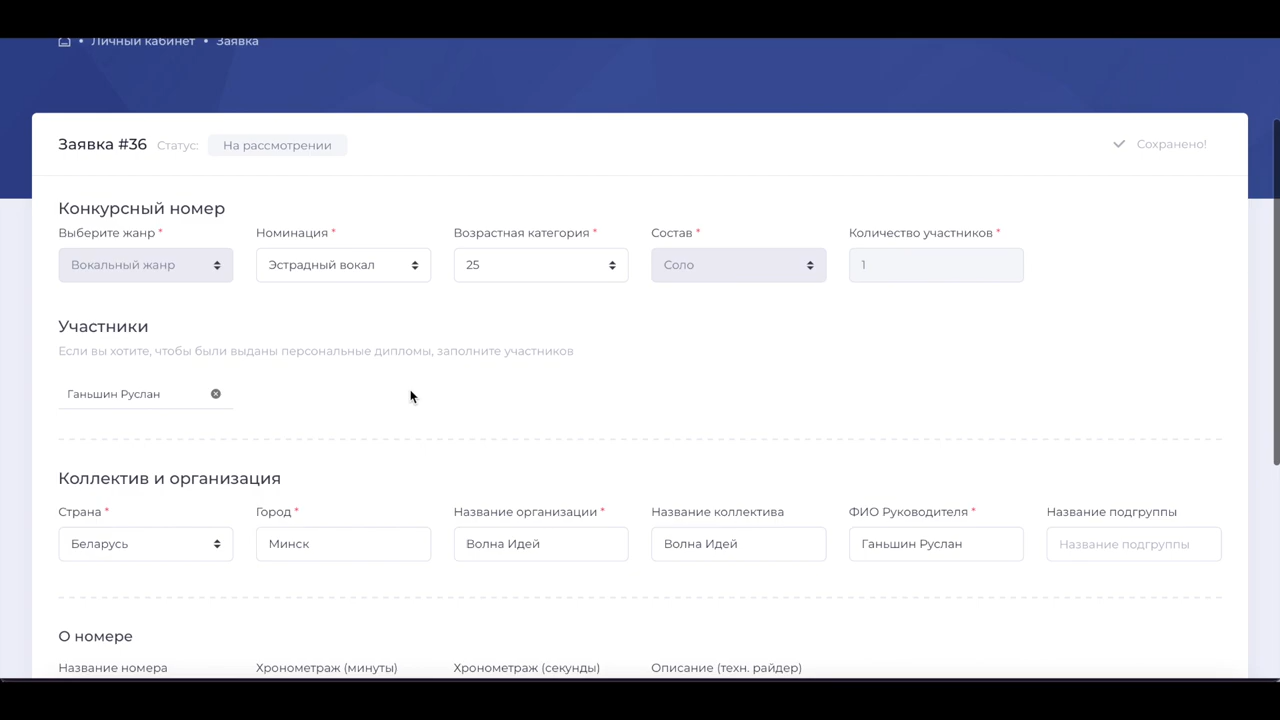 Личный кабинет • Заявка
Заявка #36 Статус: На рассмотрении Сохранено!
Конкурсный номер
Выберите жанр * Номинация * Возрастная категория * Состав * Количество участников *
Вокальный жанр Эстрадный вокал 25 Соло 1
Участники
Если вы хотите, чтобы были выданы персональные дипломы, заполните участников
Ганьшин Руслан
Коллектив и организация
Страна * Город * Название организации * Название коллектива ФИО Руководителя * Название подгруппы
Беларусь Минск Волна Идей Волна Идей Ганьшин Руслан Название подгруппы
О номере
Название номера Хронометраж (минуты) Хронометраж (секунды) Описание (техн. райдер)